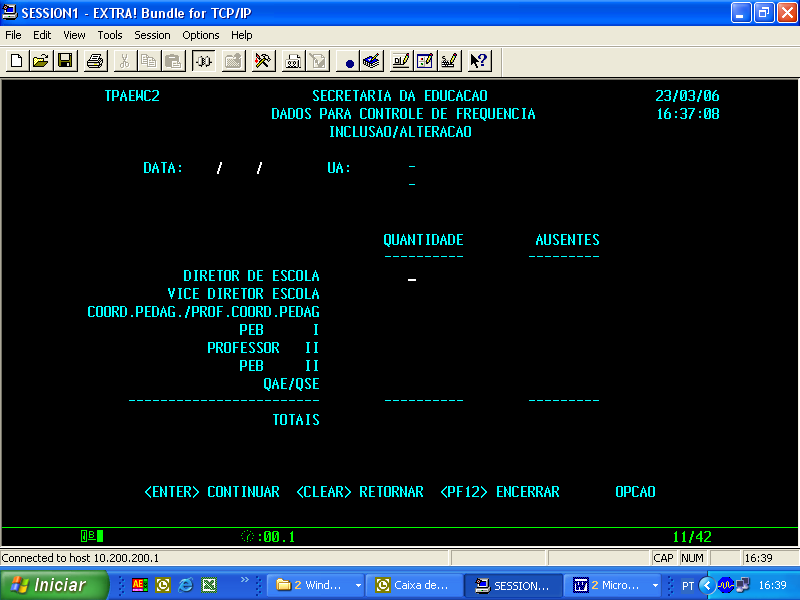 SESSION1 - EXTRA! Bundle for TCP/IP
File Edit View Tools Session Options Help
TPAEWC2 SECRETARIA DA EDUCACAO 23/03/06
DADOS PARA CONTROLE DE FREQUENCIA 16:37:08
INCLUSAO/ALTERACAO
DATA: / / UA: -
-
QUANTIDADE AUSENTES
---------- ---------
DIRETOR DE ESCOLA _
VICE DIRETOR ESCOLA
COORD.PEDAG./PROF.COORD.PEDAG
PEB I
PROFESSOR II
PEB II
QAE/QSE
------------------------ ---------- ---------
TOTAIS
<ENTER> CONTINUAR <CLEAR> RETORNAR <PF12> ENCERRAR OPCAO
B :00.1 11/42
Connected to host 10.200.200.1 CAP NUM 16:39
Iniciar AE » 2 Wind... Caixa de... SESSION... 2 Micro... PT 16:39